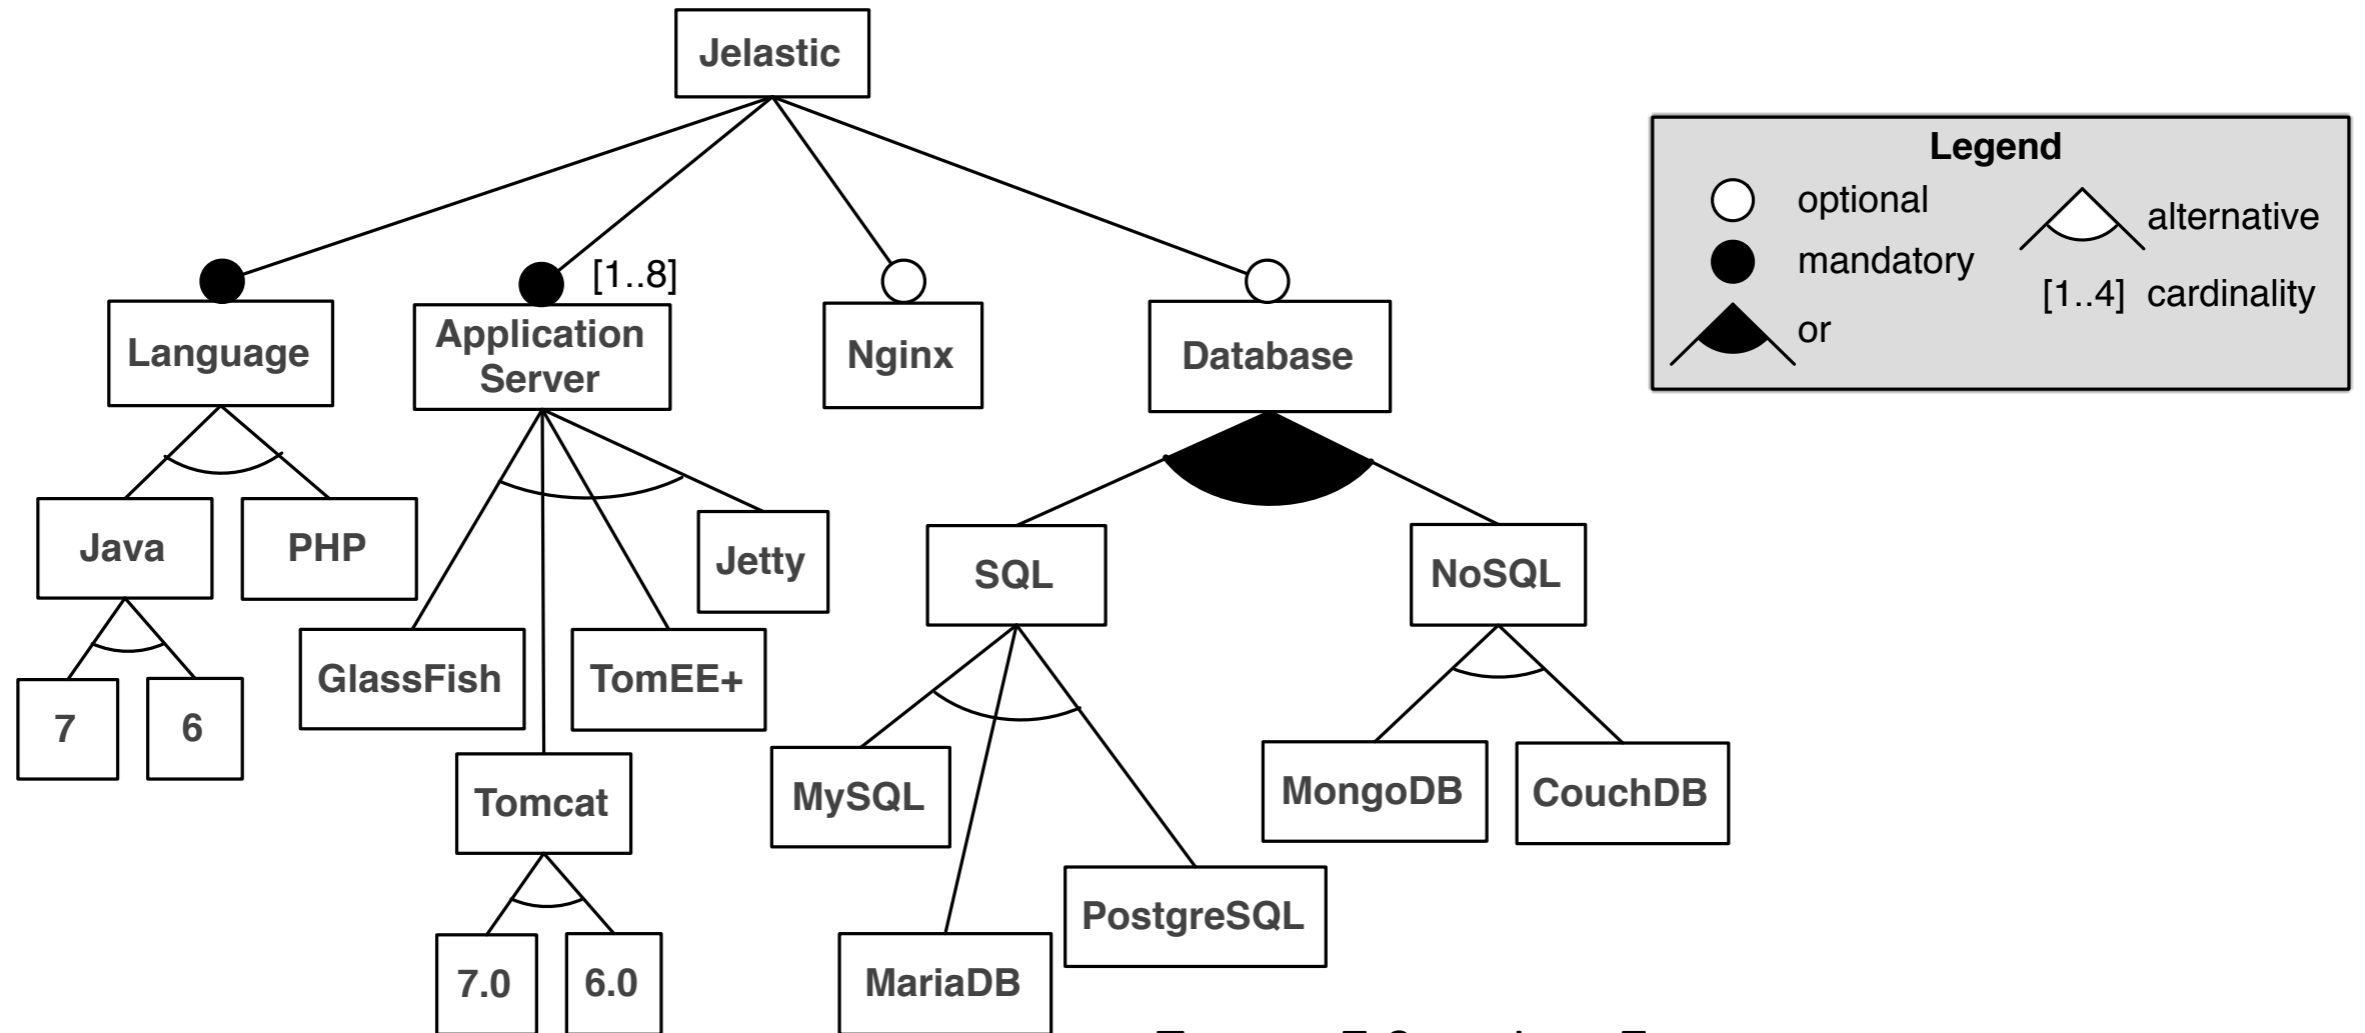 Jelastic
Legend
optional
alternative
mandatory
[1..4] cardinality
or
[1..8]
Language
Application
Server
Nginx
Database
Java
PHP
Jetty
SQL
NoSQL
7
6
GlassFish
TomEE+
Tomcat
MySQL
MongoDB
CouchDB
PostgreSQL
7.0
6.0
MariaDB